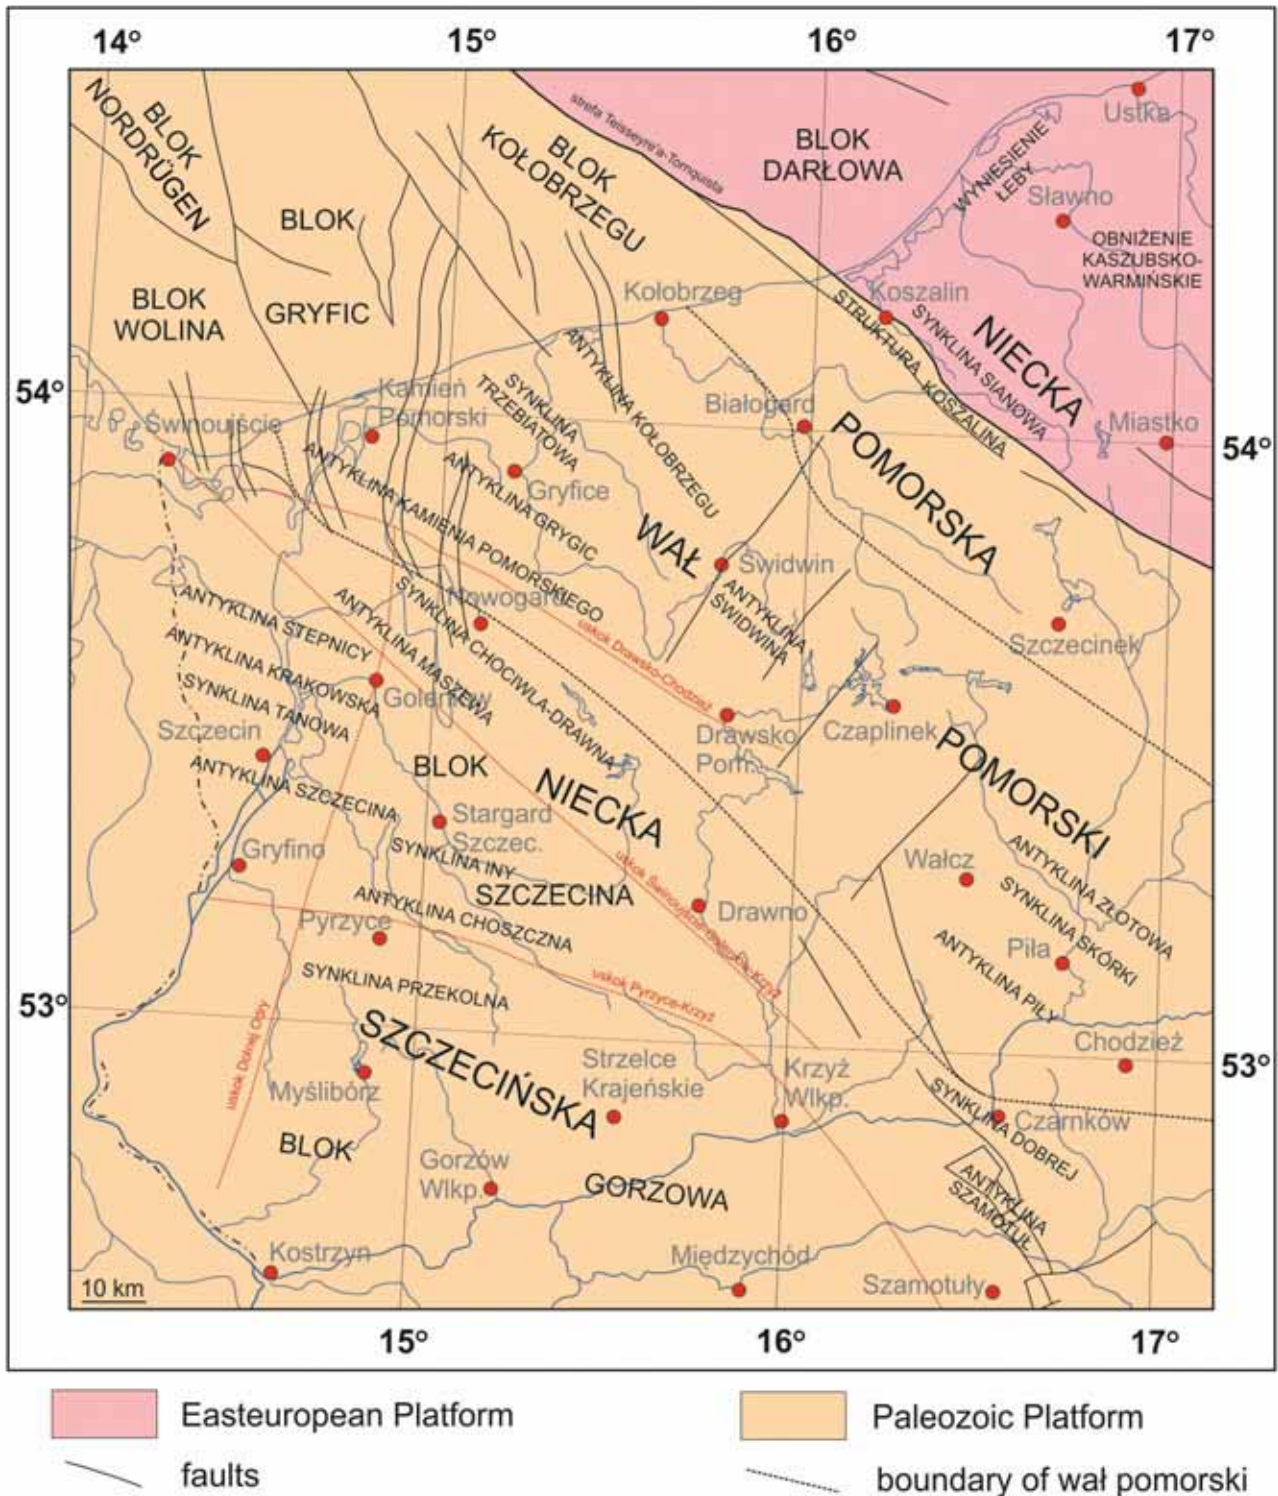 14° 15° 16° 17°
BLOK
NORDRÜGEN
BLOK
KOŁOBRZEGU
strefa Teisseyre'a-Tornquista
BLOK
DARŁOWA
Ustka
WYNIESIENIE
ŁEBY
Sławno
OBNIŻENIE
KASZUBSKO-
WARMIŃSKIE
BLOK
GRYFIC
BLOK
WOLINA
Kołobrzeg
Koszalin
STRUKTURA KOSZALINA
SYNKLINA SIANOWA
NIECKA
POMORSKA
54°
54°
Świnoujście
Kamień
Pomorski
SYNKLINA
TRZEBIATOWA
ANTYKLINA KOŁOBRZEGU
Białogard
Miastko
ANTYKLINA KAMIENIA POMORSKIEGO
ANTYKLINA GRYGIC
Gryfice
WAŁ
POMORSKI
Świdwin
ANTYKLINA
ŚWIDWINA
Szczecinek
Nowogard
SYNKLINA CHOCIWLA-DRAWNA
ANTYKLINA MASZEWA
uskok Drawsko-Chodzież
ANTYKLINA STEPNICY
ANTYKLINA KRAKOWSKA
SYNKLINA TANOWA
Goleniów
Szczecin
ANTYKLINA SZCZECINA
Drawsko
Pom.
Czaplinek
BLOK
SZCZECINA
NIECKA
SZCZECIŃSKA
Stargard
Szczec.
SYNKLINA INY
Gryfino
ANTYKLINA CHOSZCZNA
Pyrzyce
SYNKLINA PRZEKOLNA
Drawno
uskok Pyrzyce-Krzyż
uskok Dolnej Odry
Wałcz
ANTYKLINA ZŁOTOWA
SYNKLINA SKÓRKI
ANTYKLINA PIŁY
Piła
53°
53°
Chodzież
Myślibórz
Strzelce
Krajeńskie
Krzyż
Wlkp.
Czarnków
SYNKLINA DOBREJ
ANTYKLINA
SZAMOTUŁ
BLOK
GORZOWA
Gorzów
Wlkp.
Kostrzyn
Międzychód
Szamotuły
10 km
15° 16° 17°
Easteuropean Platform
Paleozoic Platform
faults
boundary of wał pomorski